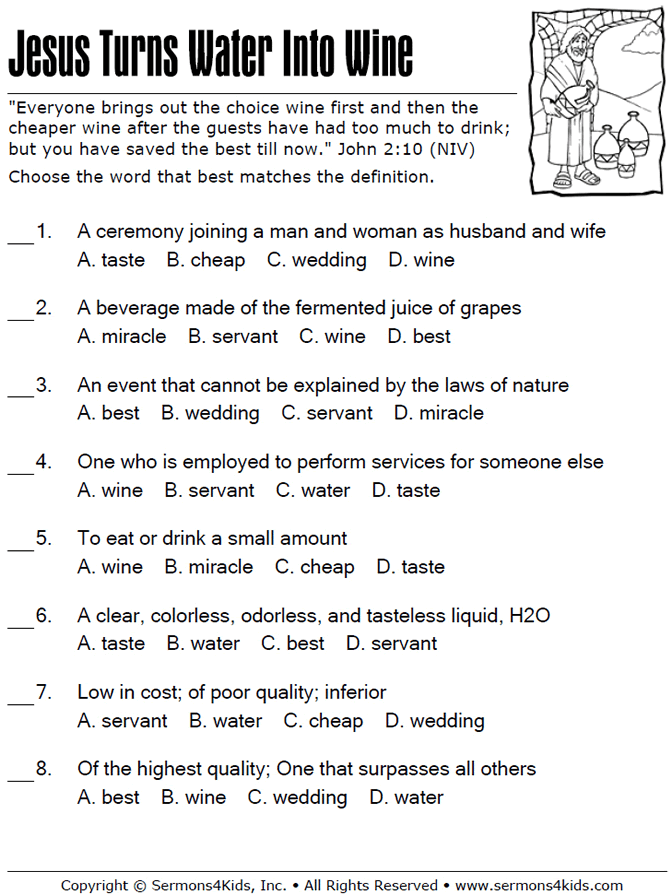 Jesus Turns Water Into Wine
"Everyone brings out the choice wine first and then the
cheaper wine after the guests have had too much to drink;
but you have saved the best till now." John 2:10 (NIV)
Choose the word that best matches the definition.
___1. A ceremony joining a man and woman as husband and wife
A. taste B. cheap C. wedding D. wine
___2. A beverage made of the fermented juice of grapes
A. miracle B. servant C. wine D. best
___3. An event that cannot be explained by the laws of nature
A. best B. wedding C. servant D. miracle
___4. One who is employed to perform services for someone else
A. wine B. servant C. water D. taste
___5. To eat or drink a small amount
A. wine B. miracle C. cheap D. taste
___6. A clear, colorless, odorless, and tasteless liquid, H2O
A. taste B. water C. best D. servant
___7. Low in cost; of poor quality; inferior
A. servant B. water C. cheap D. wedding
___8. Of the highest quality; One that surpasses all others
A. best B. wine C. wedding D. water
Copyright © Sermons4Kids, Inc. • All Rights Reserved • www.sermons4kids.com